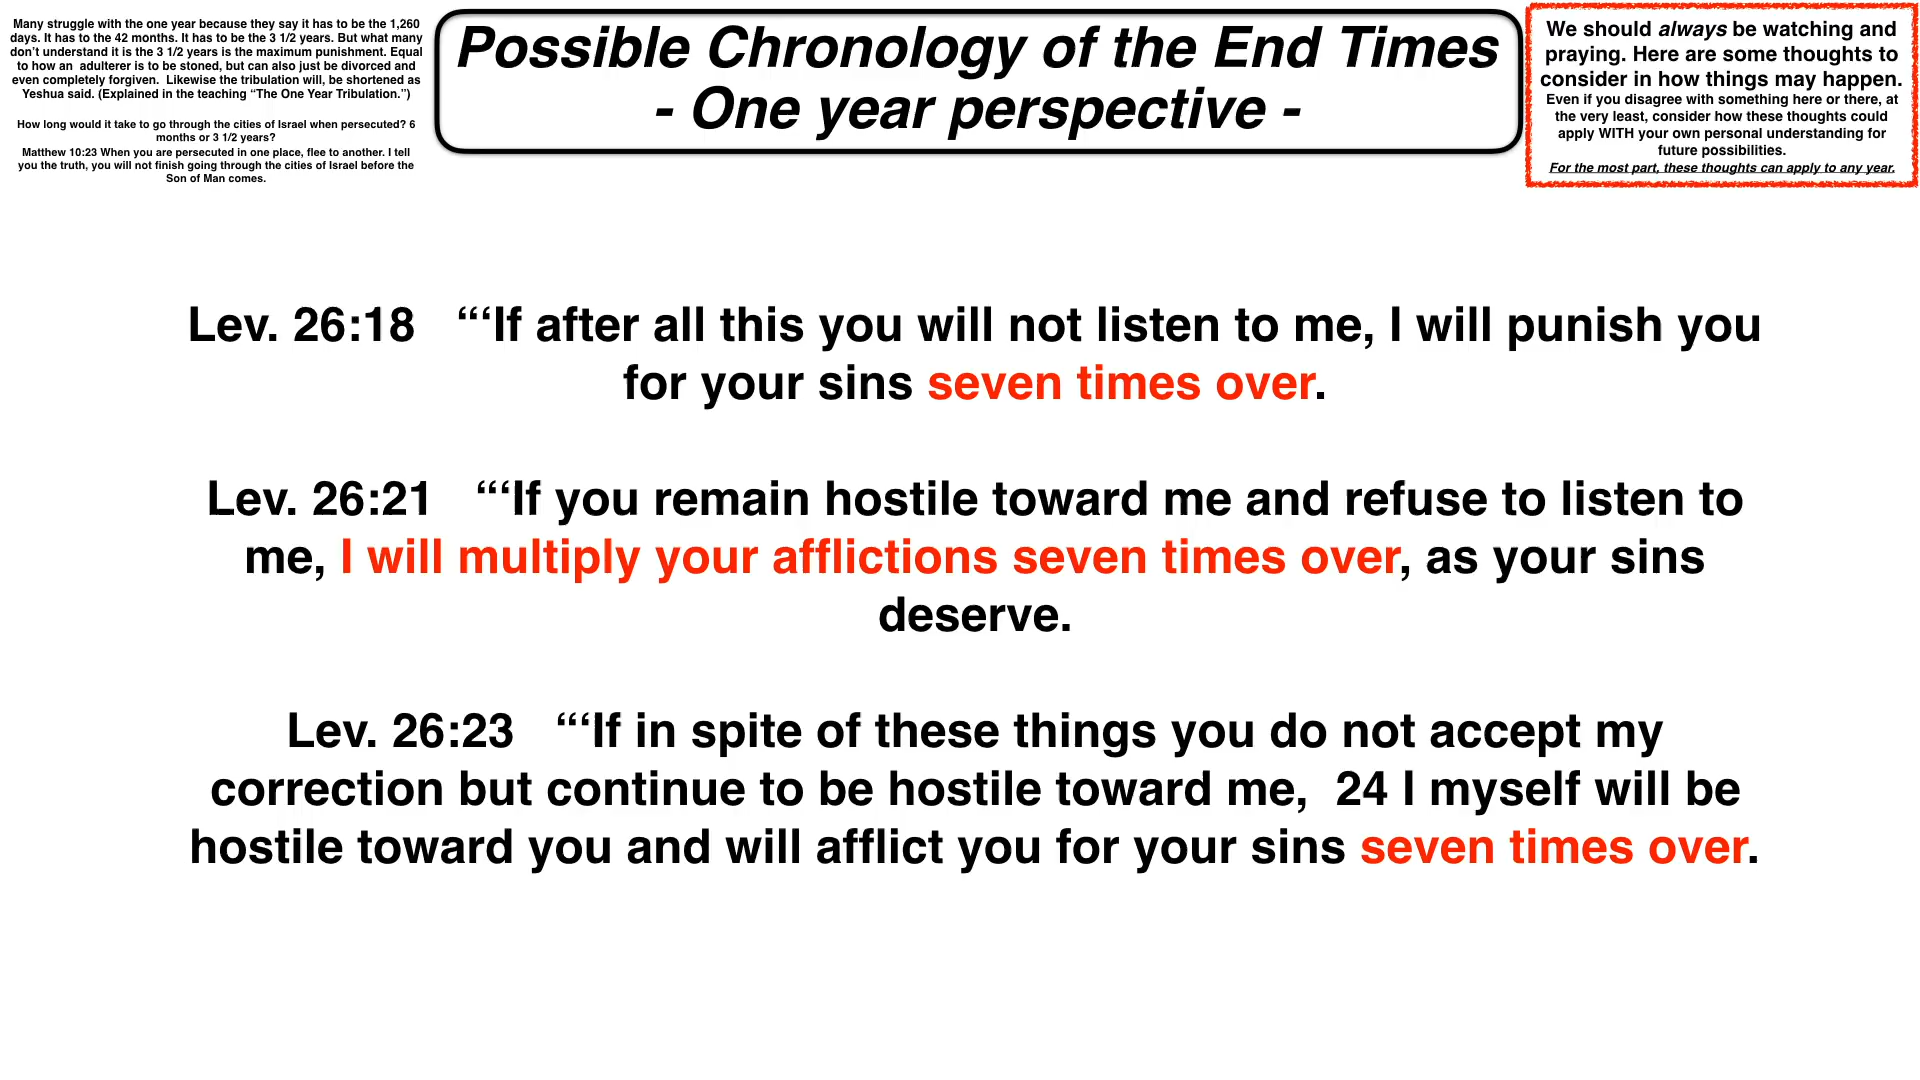 Many struggle with the one year because they say it has to be the 1,260
days. It has to the 42 months. It has to be the 3 1/2 years. But what many
don’t understand it is the 3 1/2 years is the maximum punishment. Equal
to how an  adulterer is to be stoned, but can also just be divorced and
even completely forgiven.  Likewise the tribulation will, be shortened as
Yeshua said. (Explained in the teaching “The One Year Tribulation.”)
How long would it take to go through the cities of Israel when persecuted? 6
months or 3 1/2 years?
Matthew 10:23 When you are persecuted in one place, flee to another. I tell
you the truth, you will not finish going through the cities of Israel before the
Son of Man comes.
Possible Chronology of the End Times
- One year perspective -
We should always be watching and
praying. Here are some thoughts to
consider in how things may happen.
Even if you disagree with something here or there, at
the very least, consider how these thoughts could
apply WITH your own personal understanding for
future possibilities.
For the most part, these thoughts can apply to any year.
Lev. 26:18   “‘If after all this you will not listen to me, I will punish you
for your sins seven times over.
Lev. 26:21   “‘If you remain hostile toward me and refuse to listen to
me, I will multiply your afflictions seven times over, as your sins
deserve.
Lev. 26:23   “‘If in spite of these things you do not accept my
correction but continue to be hostile toward me,  24 I myself will be
hostile toward you and will afflict you for your sins seven times over.